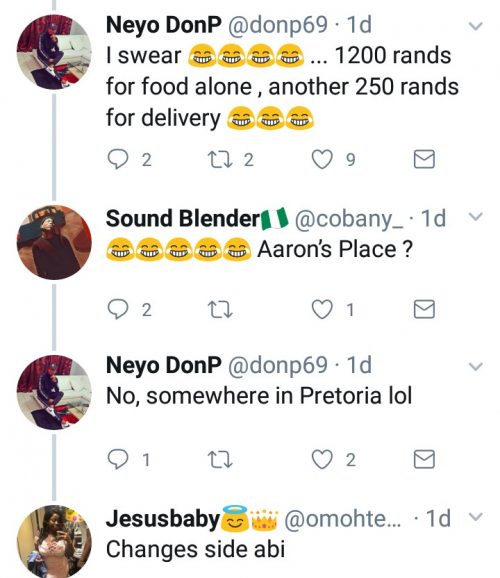 Neyo DonP @donp69 · 1d
I swear 😂😂😂😂 ... 1200 rands
for food alone , another 250 rands
for delivery 😂😂😂
2 2 9
Sound Blender🇳🇬 @cobany_ · 1d
😂😂😂😂😂 Aaron’s Place ?
2 1
Neyo DonP @donp69 · 1d
No, somewhere in Pretoria lol
1 2
Jesusbaby😇👑 @omohte... · 1d
Changes side abi